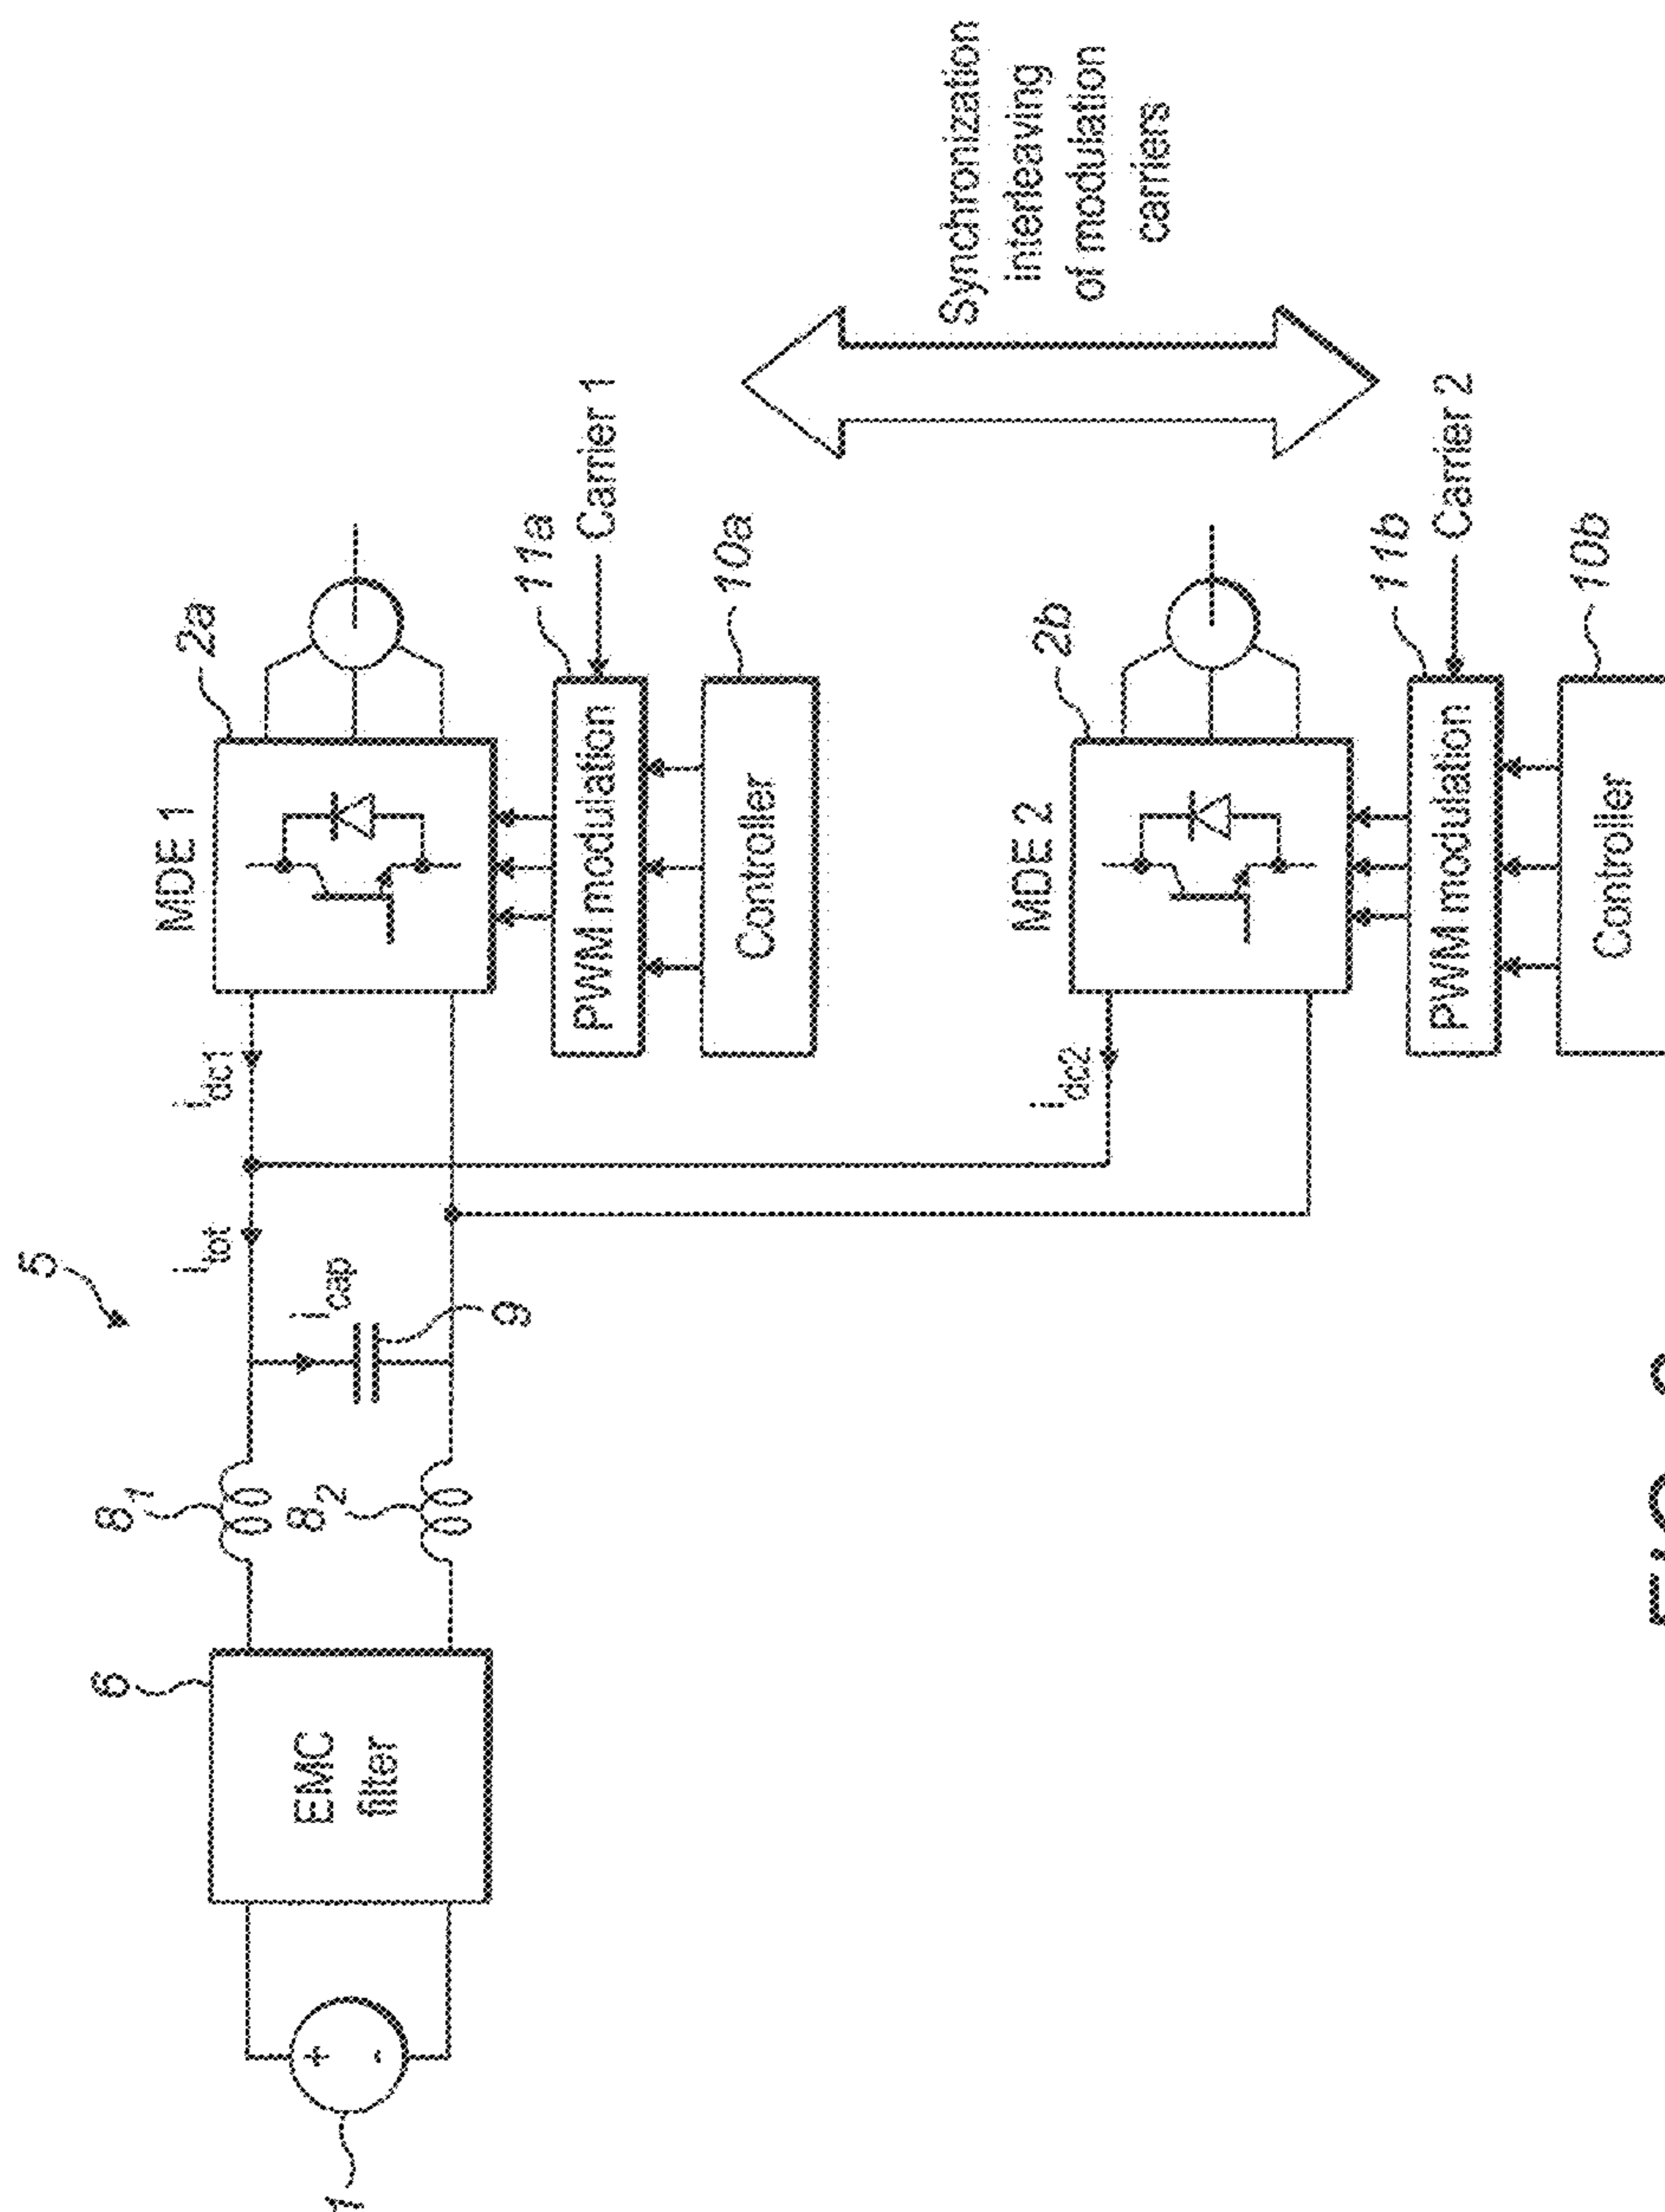 1
+
-
EMC
filter
6
8₁
8₂
9
5
i_tot
i_cap
i_dc1
MDE 1
2a
PWM modulation
11a
Carrier 1
Controller
10a
i_dc2
MDE 2
2b
PWM modulation
11b
Carrier 2
Controller
10b
Synchronization
interleaving
of modulation
carriers